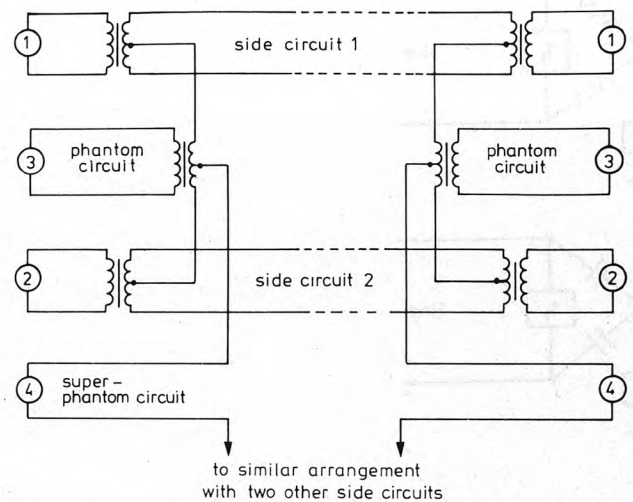 1
side circuit 1
1
3
phantom
circuit
phantom
circuit
3
2
side circuit 2
2
4
super-
phantom circuit
4
to similar arrangement
with two other side circuits